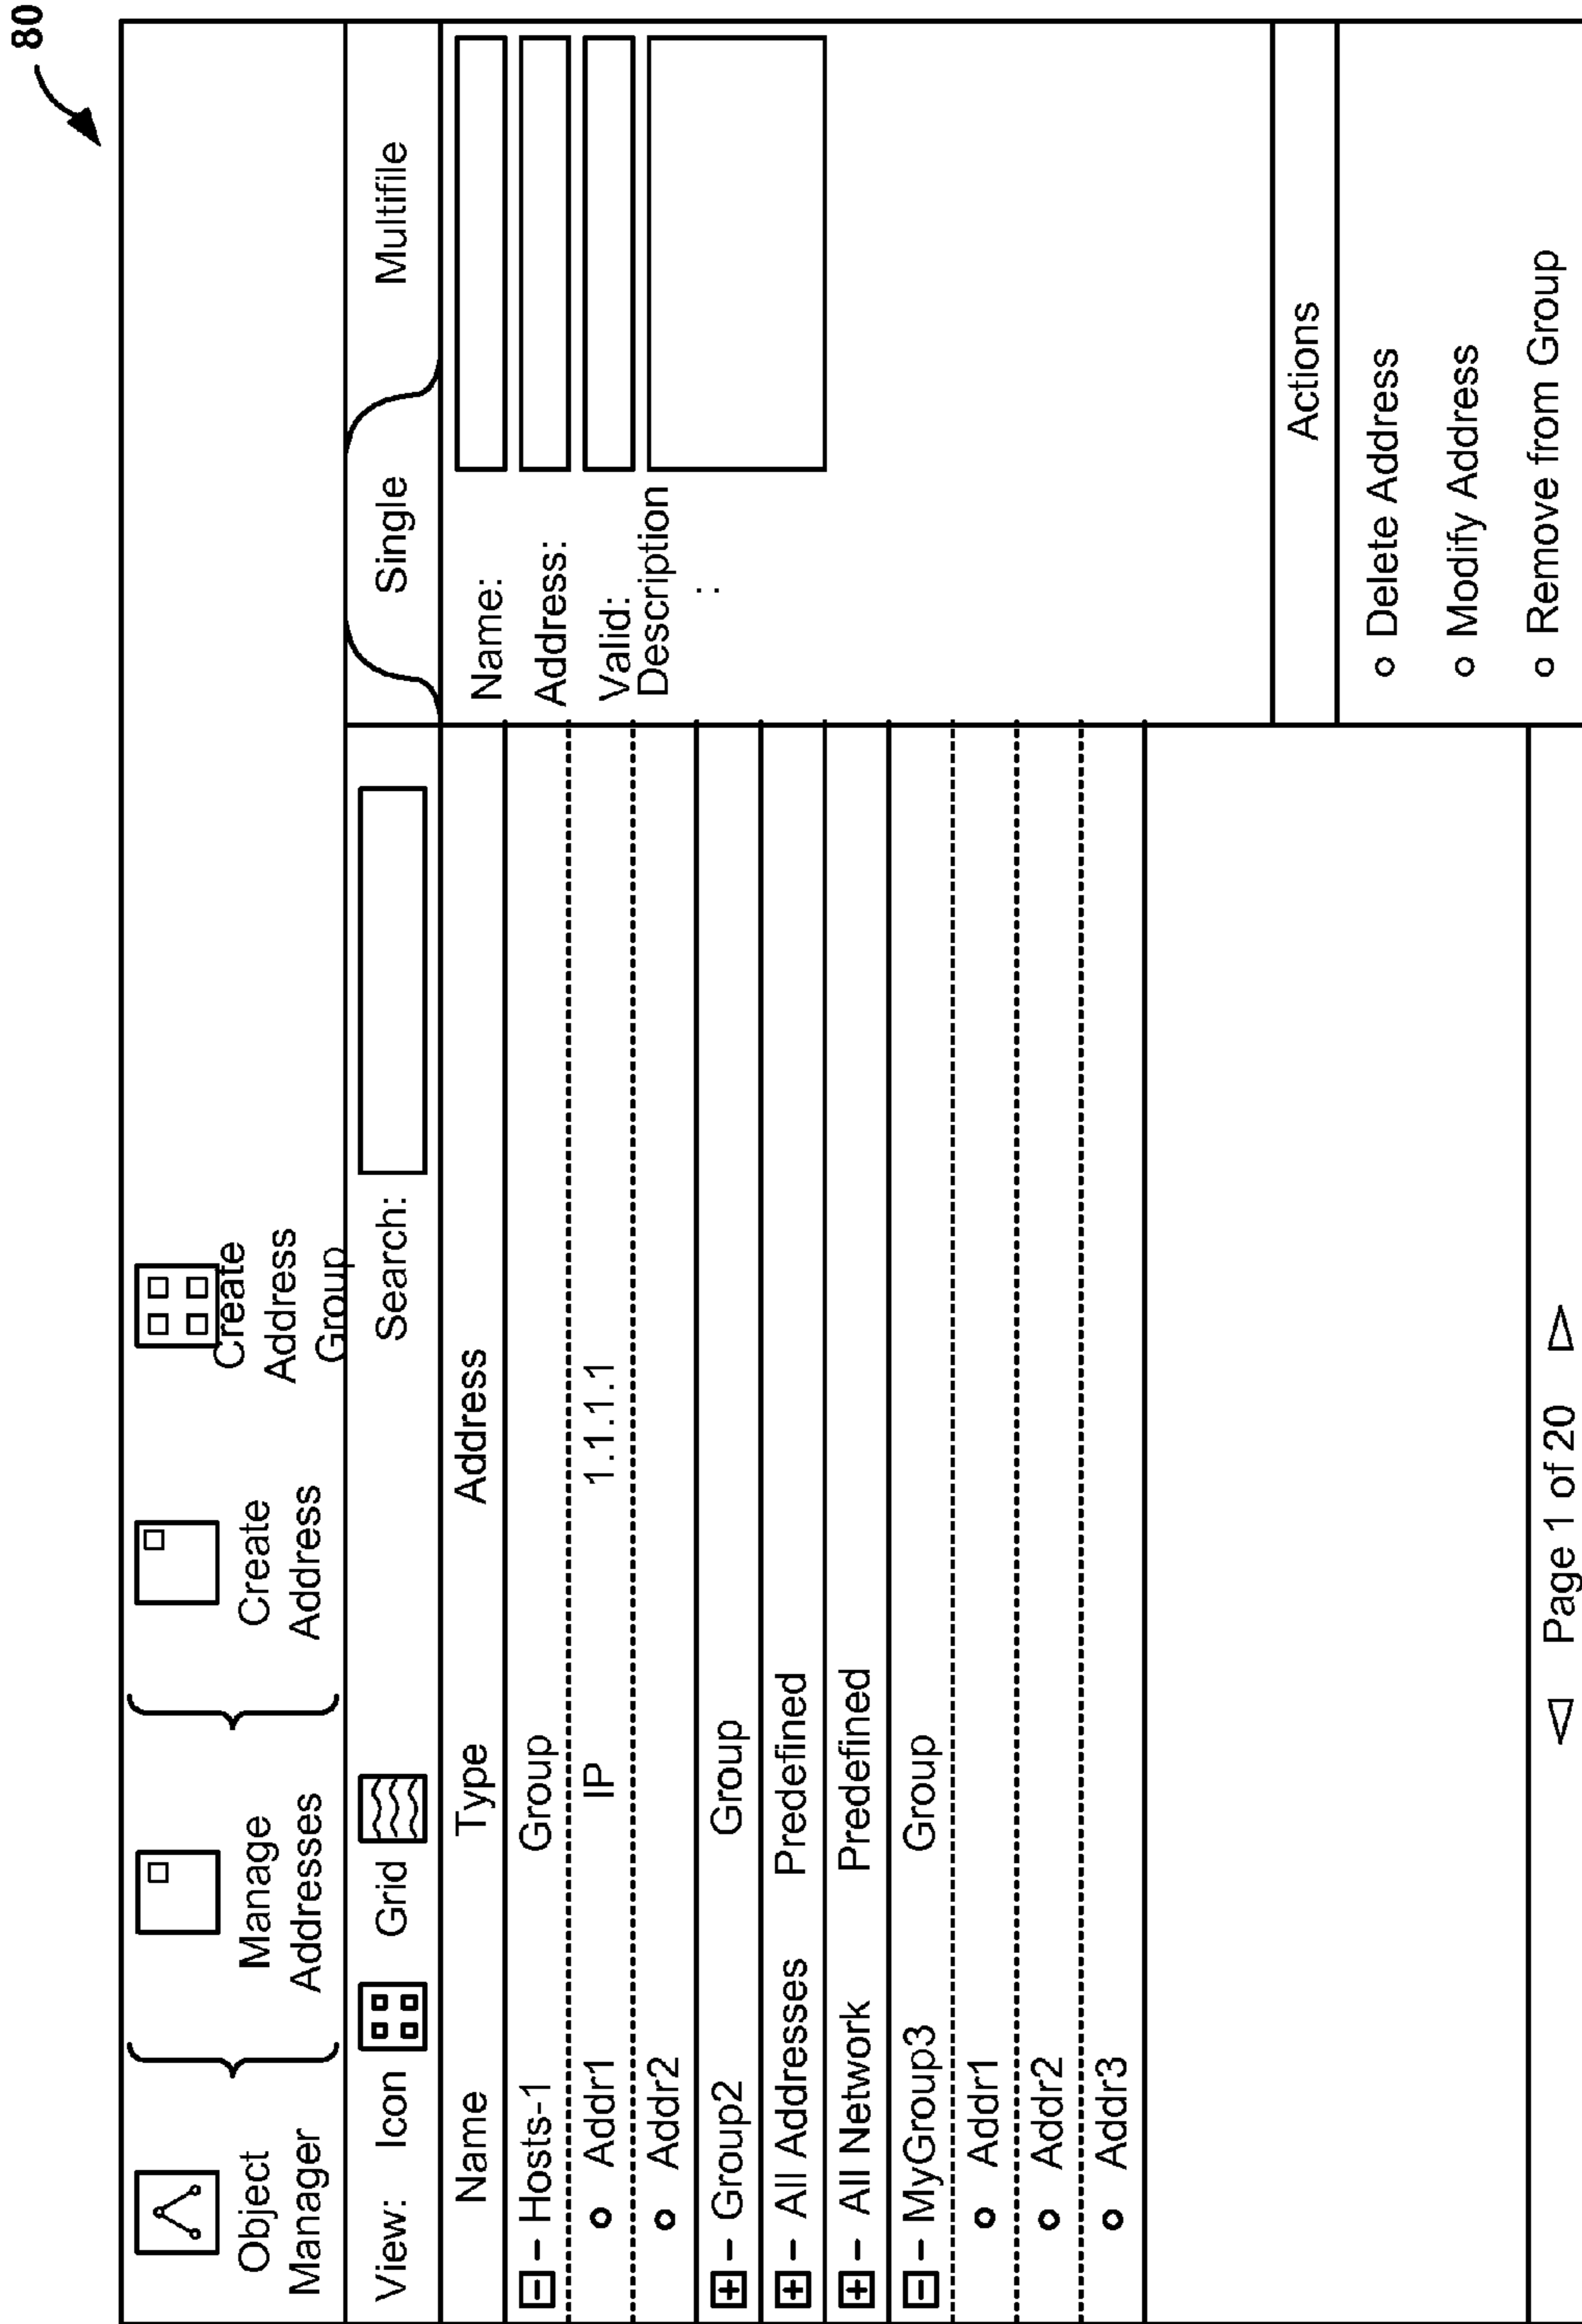 80
Object
Manager
Manage
Addresses
Create
Address
Create
Address
Group
View: Icon Grid Search:
Single Multifile
Name Type Address
Hosts-1 Group
Addr1 IP 1.1.1.1
Addr2
Group2 Group
All Addresses Predefined
All Network Predefined
MyGroup3 Group
Addr1
Addr2
Addr3
Page 1 of 20
Name:
Address:
Valid:
Description
:
Actions
Delete Address
Modify Address
Remove from Group